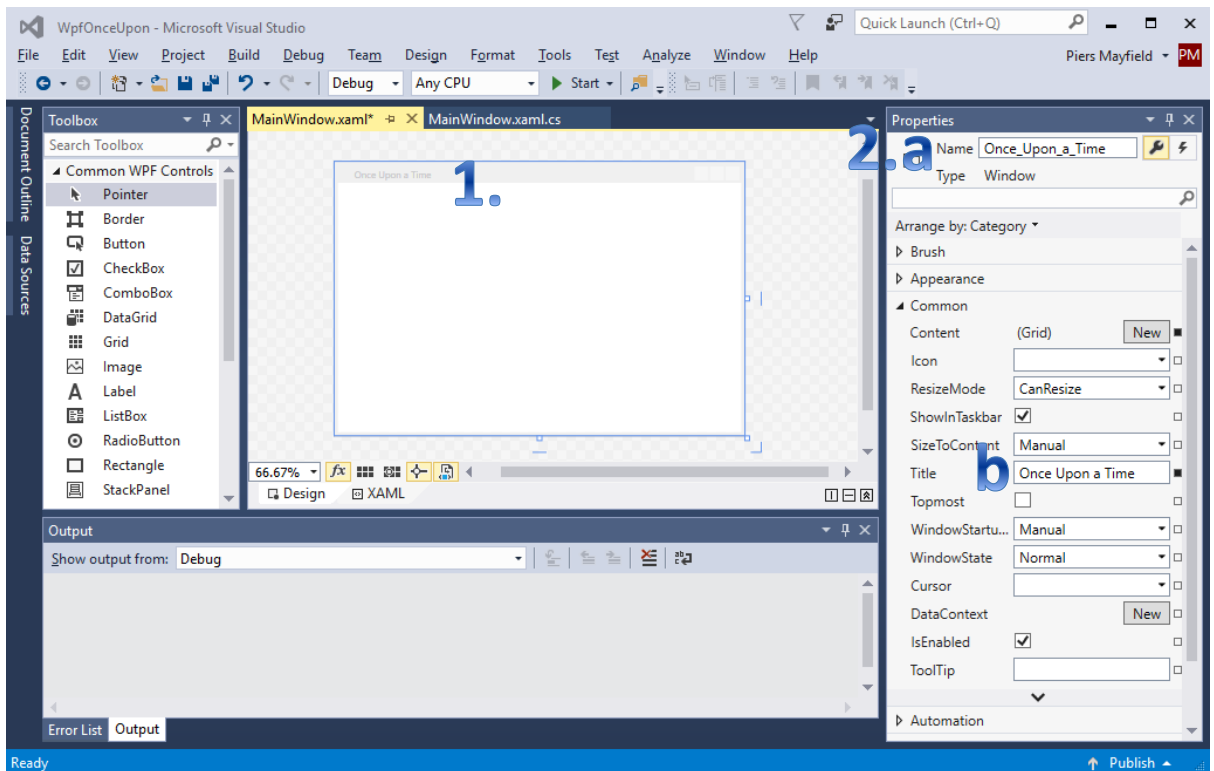 WpfOnceUpon - Microsoft Visual Studio
Quick Launch (Ctrl+Q)
File Edit View Project Build Debug Team Design Format Tools Test Analyze Window Help
Piers Mayfield PM
Debug Any CPU Start
Document Outline
Data Sources
Toolbox
Search Toolbox
Common WPF Controls
Pointer
Border
Button
CheckBox
ComboBox
DataGrid
Grid
Image
Label
ListBox
RadioButton
Rectangle
StackPanel
MainWindow.xaml* MainWindow.xaml.cs
Once Upon a Time
1.
66.67% fx
Design XAML
Output
Show output from: Debug
Error List Output
Properties
2.a
Name Once_Upon_a_Time
Type Window
Arrange by: Category
Brush
Appearance
Common
Content (Grid) New
Icon
ResizeMode CanResize
ShowInTaskbar
SizeToContent Manual
b
Title Once Upon a Time
Topmost
WindowStartu... Manual
WindowState Normal
Cursor
DataContext New
IsEnabled
ToolTip
Automation
Ready
Publish